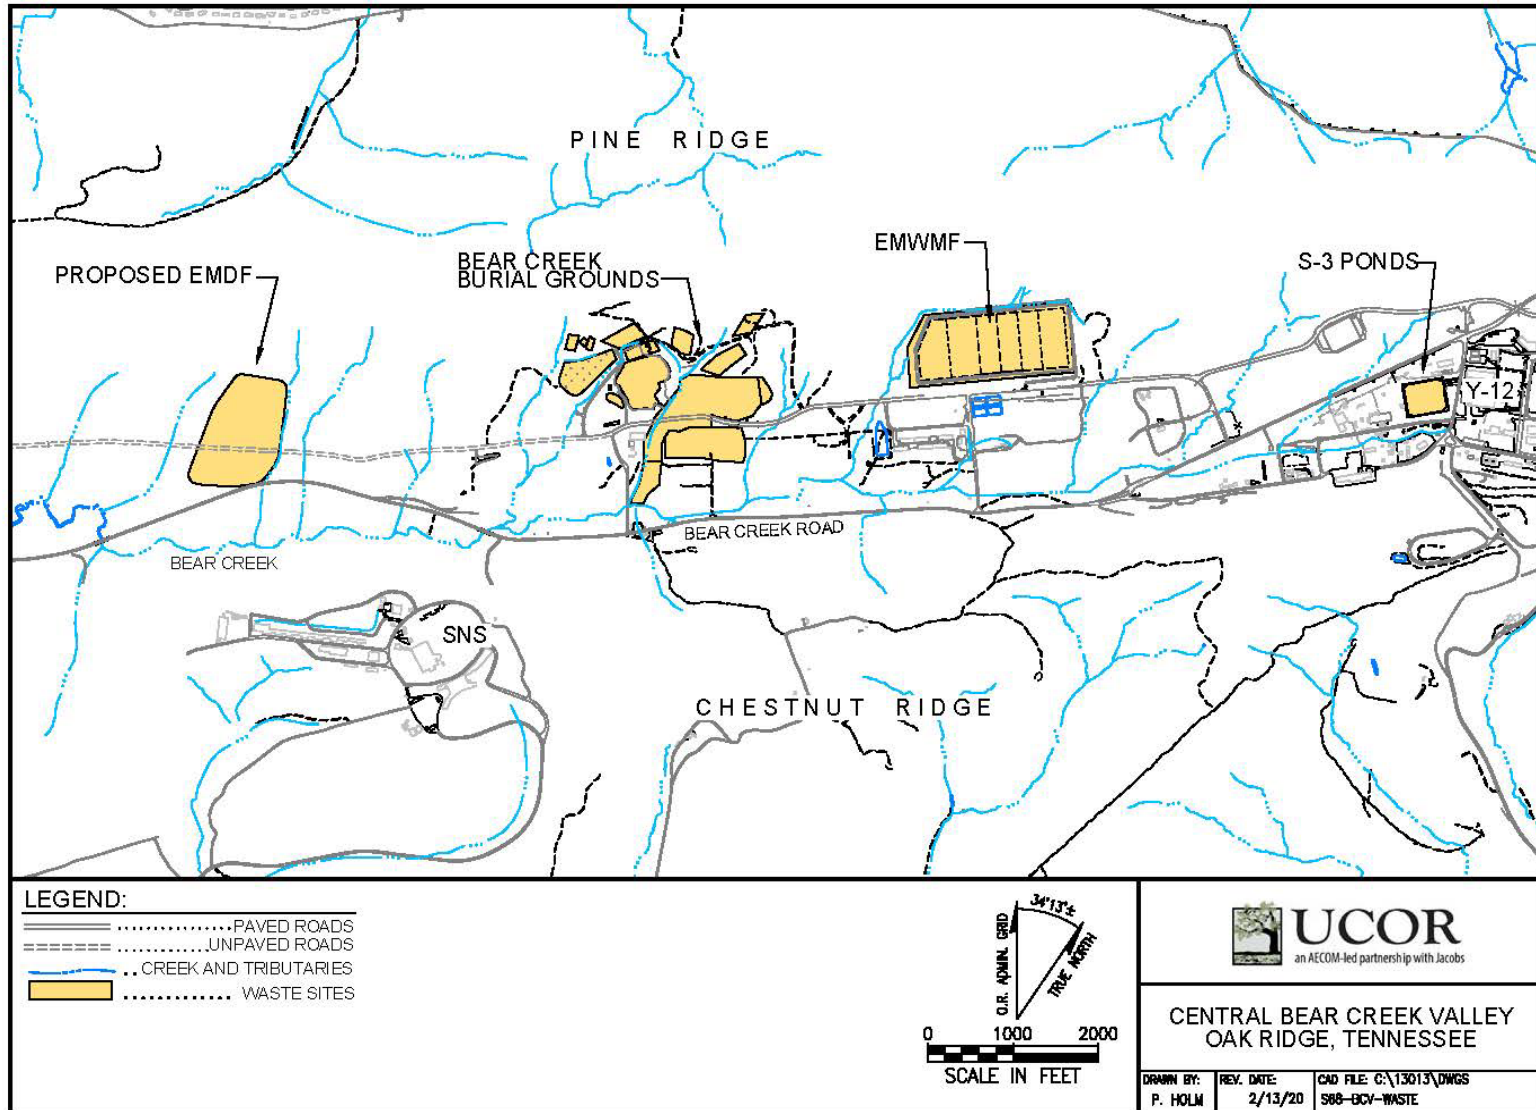 PINE RIDGE
EMWMF
BEAR CREEK
BURIAL GROUNDS
PROPOSED EMDF
S-3 PONDS
Y-12
BEAR CREEK ROAD
BEAR CREEK
SNS
CHESTNUT RIDGE
LEGEND:
PAVED ROADS
UNPAVED ROADS
CREEK AND TRIBUTARIES
WASTE SITES
34°13'±
O.R. ADMIN. GRID
TRUE NORTH
0 1000 2000
SCALE IN FEET
UCOR
an AECOM-led partnership with Jacobs
CENTRAL BEAR CREEK VALLEY
OAK RIDGE, TENNESSEE
DRAWN BY:
P. HOLM
REV. DATE:
2/13/20
CAD FILE: G:\13013\DWGS
S68-BCV-WASTE